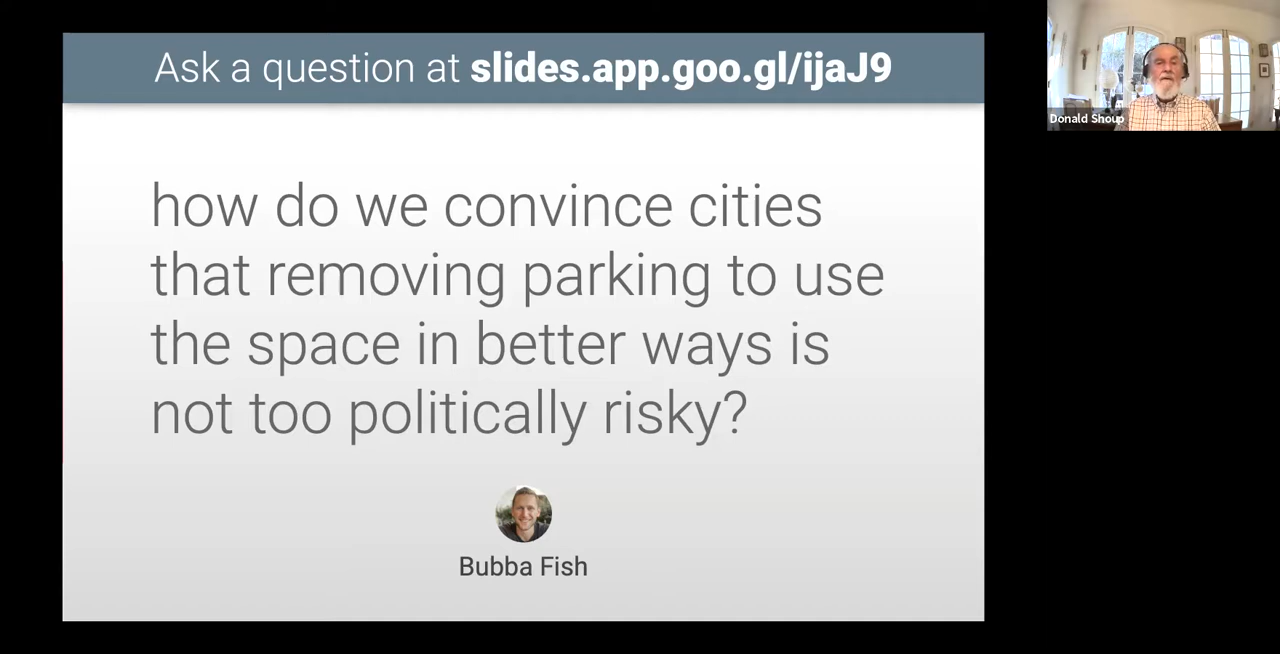 Ask a question at slides.app.goo.gl/ijaJ9
Donald Shoup
how do we convince cities
that removing parking to use
the space in better ways is
not too politically risky?
Bubba Fish